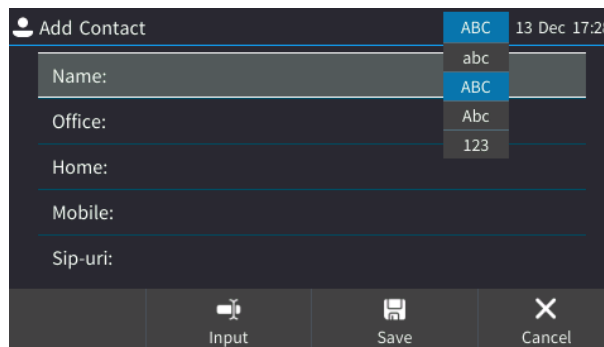 Add Contact ABC 13 Dec 17:28
abc
Name:
ABC
Office: Abc
123
Home:
Mobile:
Sip-uri:
Input Save Cancel